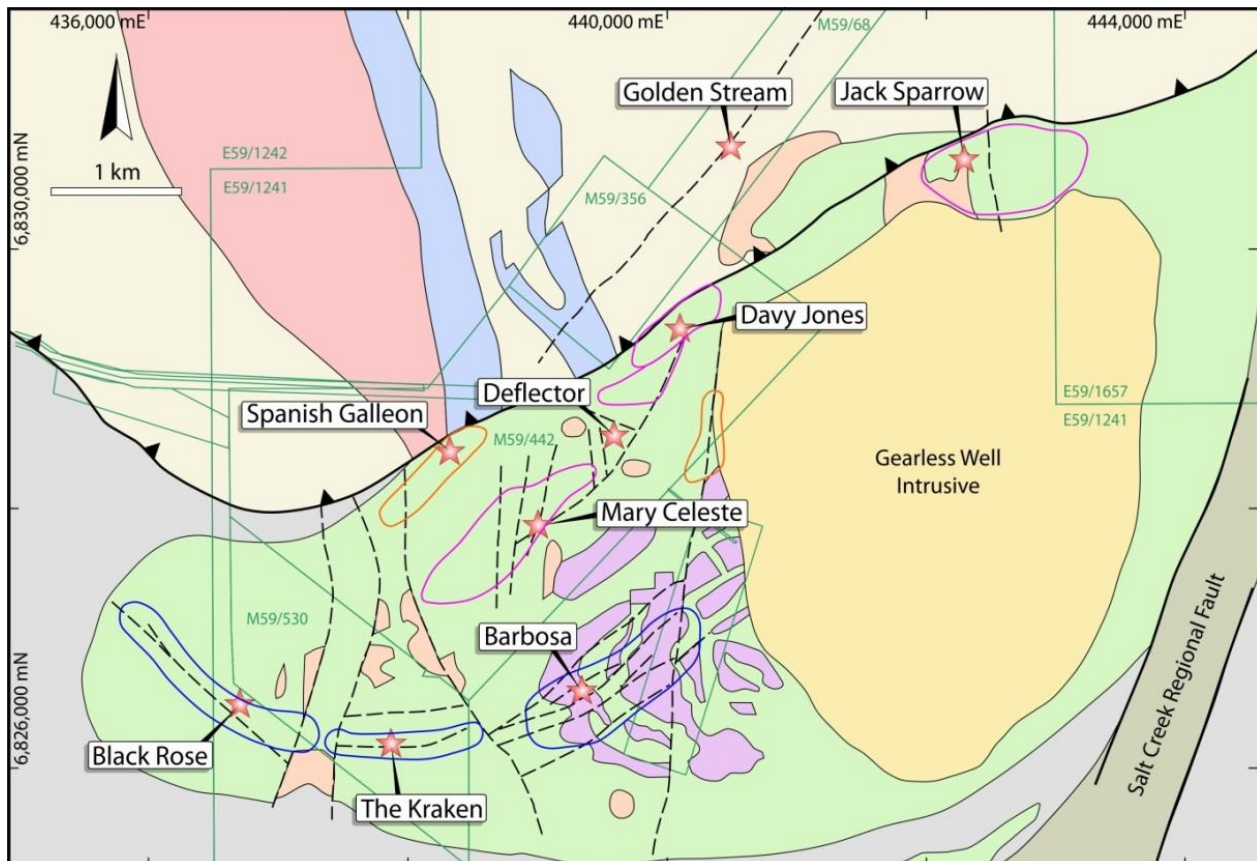 436,000 mE
440,000 mE
444,000 mE
M59/68
Golden Stream
Jack Sparrow
E59/1242
E59/1241
1 km
M59/356
6,830,000 mN
Davy Jones
Deflector
Spanish Galleon
M59/442
E59/1657
E59/1241
Gearless Well
Intrusive
Mary Celeste
M59/530
Barbosa
Salt Creek Regional Fault
6,826,000 mN
Black Rose
The Kraken